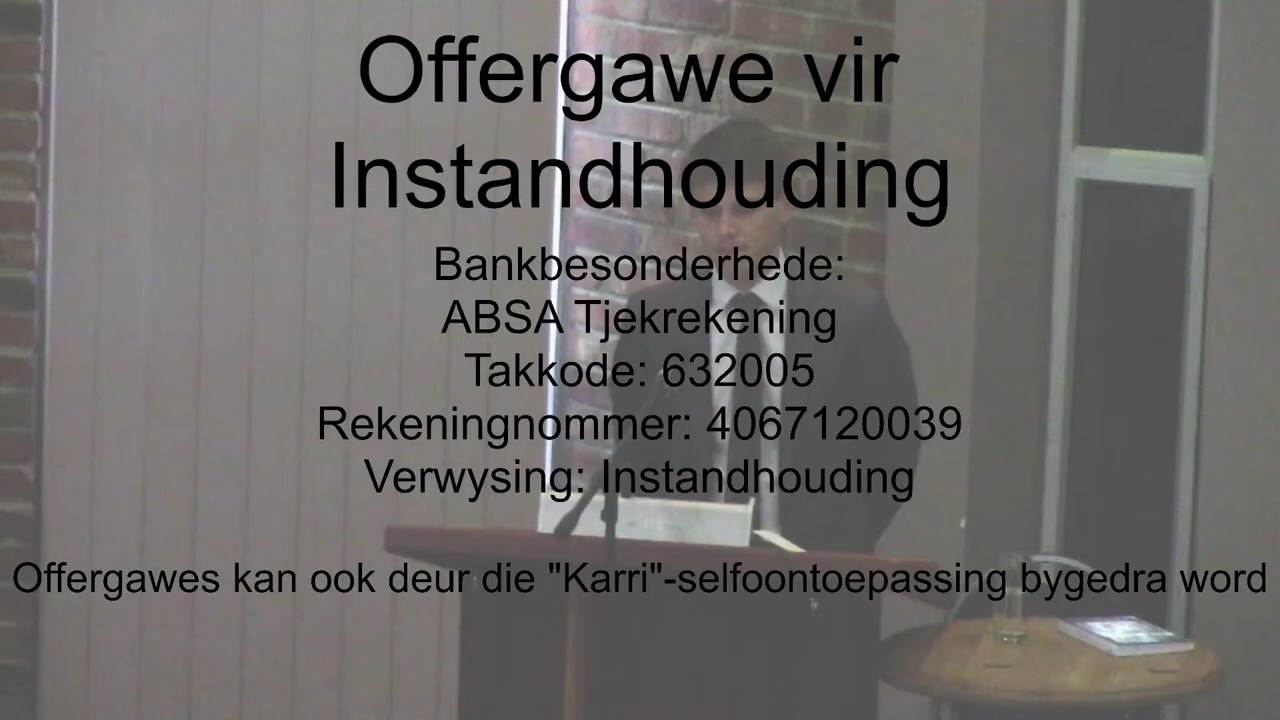 Offergawe vir
Instandhouding
Bankbesonderhede:
ABSA Tjekrekening
Takkode: 632005
Rekeningnommer: 4067120039
Verwysing: Instandhouding
Offergawes kan ook deur die "Karri"-selfoontoepassing bygedra word